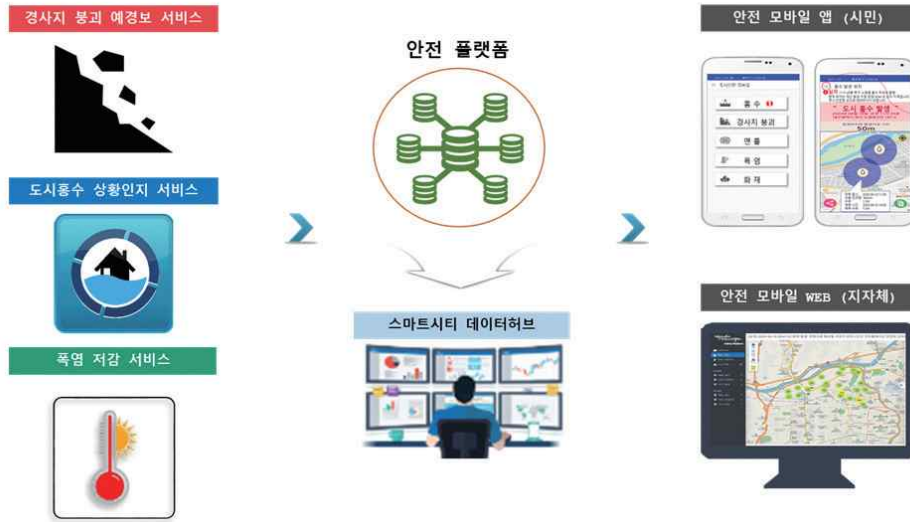 경사지 붕괴 예경보 서비스
도시홍수 상황인지 서비스
폭염 저감 서비스
안전 플랫폼
스마트시티 데이터허브
안전 모바일 앱 (시민)
홍수
경사지 붕괴
맨홀
폭염
화재
도시 홍수 발령
50m
안전 모바일 WEB (지자체)